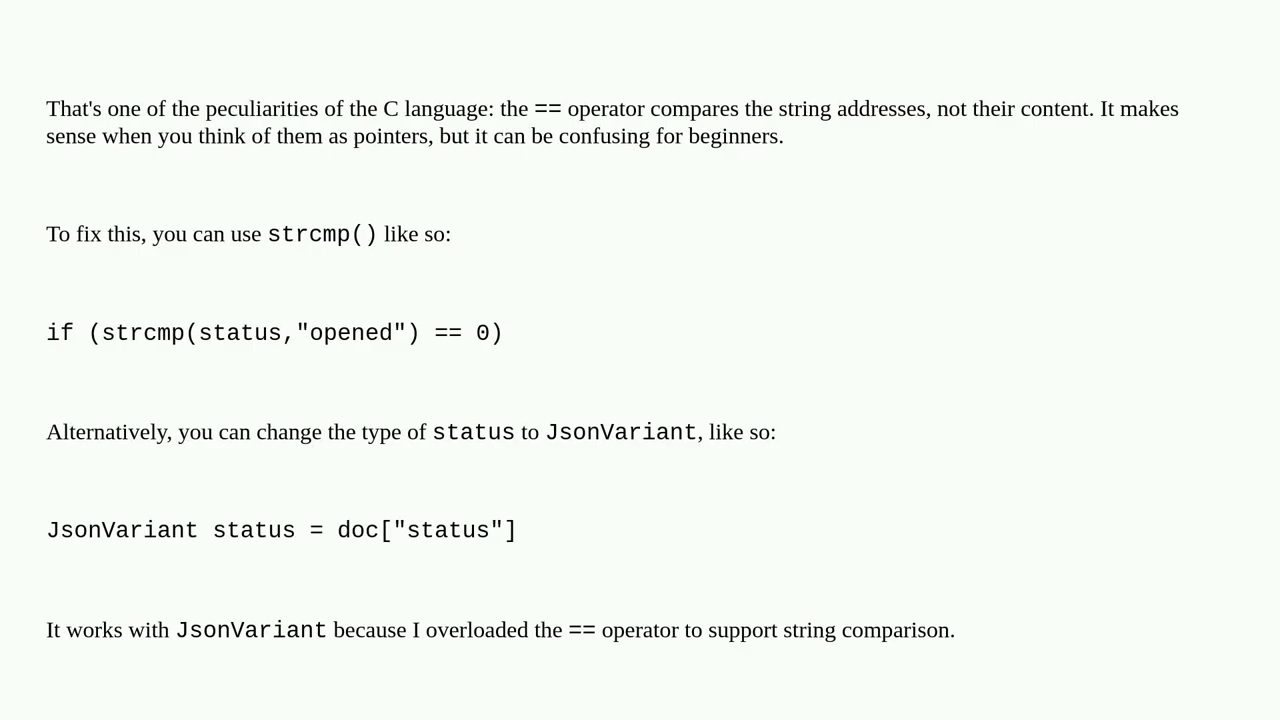 That's one of the peculiarities of the C language: the == operator compares the string addresses, not their content. It makes
sense when you think of them as pointers, but it can be confusing for beginners.
To fix this, you can use strcmp() like so:
if (strcmp(status,"opened") == 0)
Alternatively, you can change the type of status to JsonVariant, like so:
JsonVariant status = doc["status"]
It works with JsonVariant because I overloaded the == operator to support string comparison.